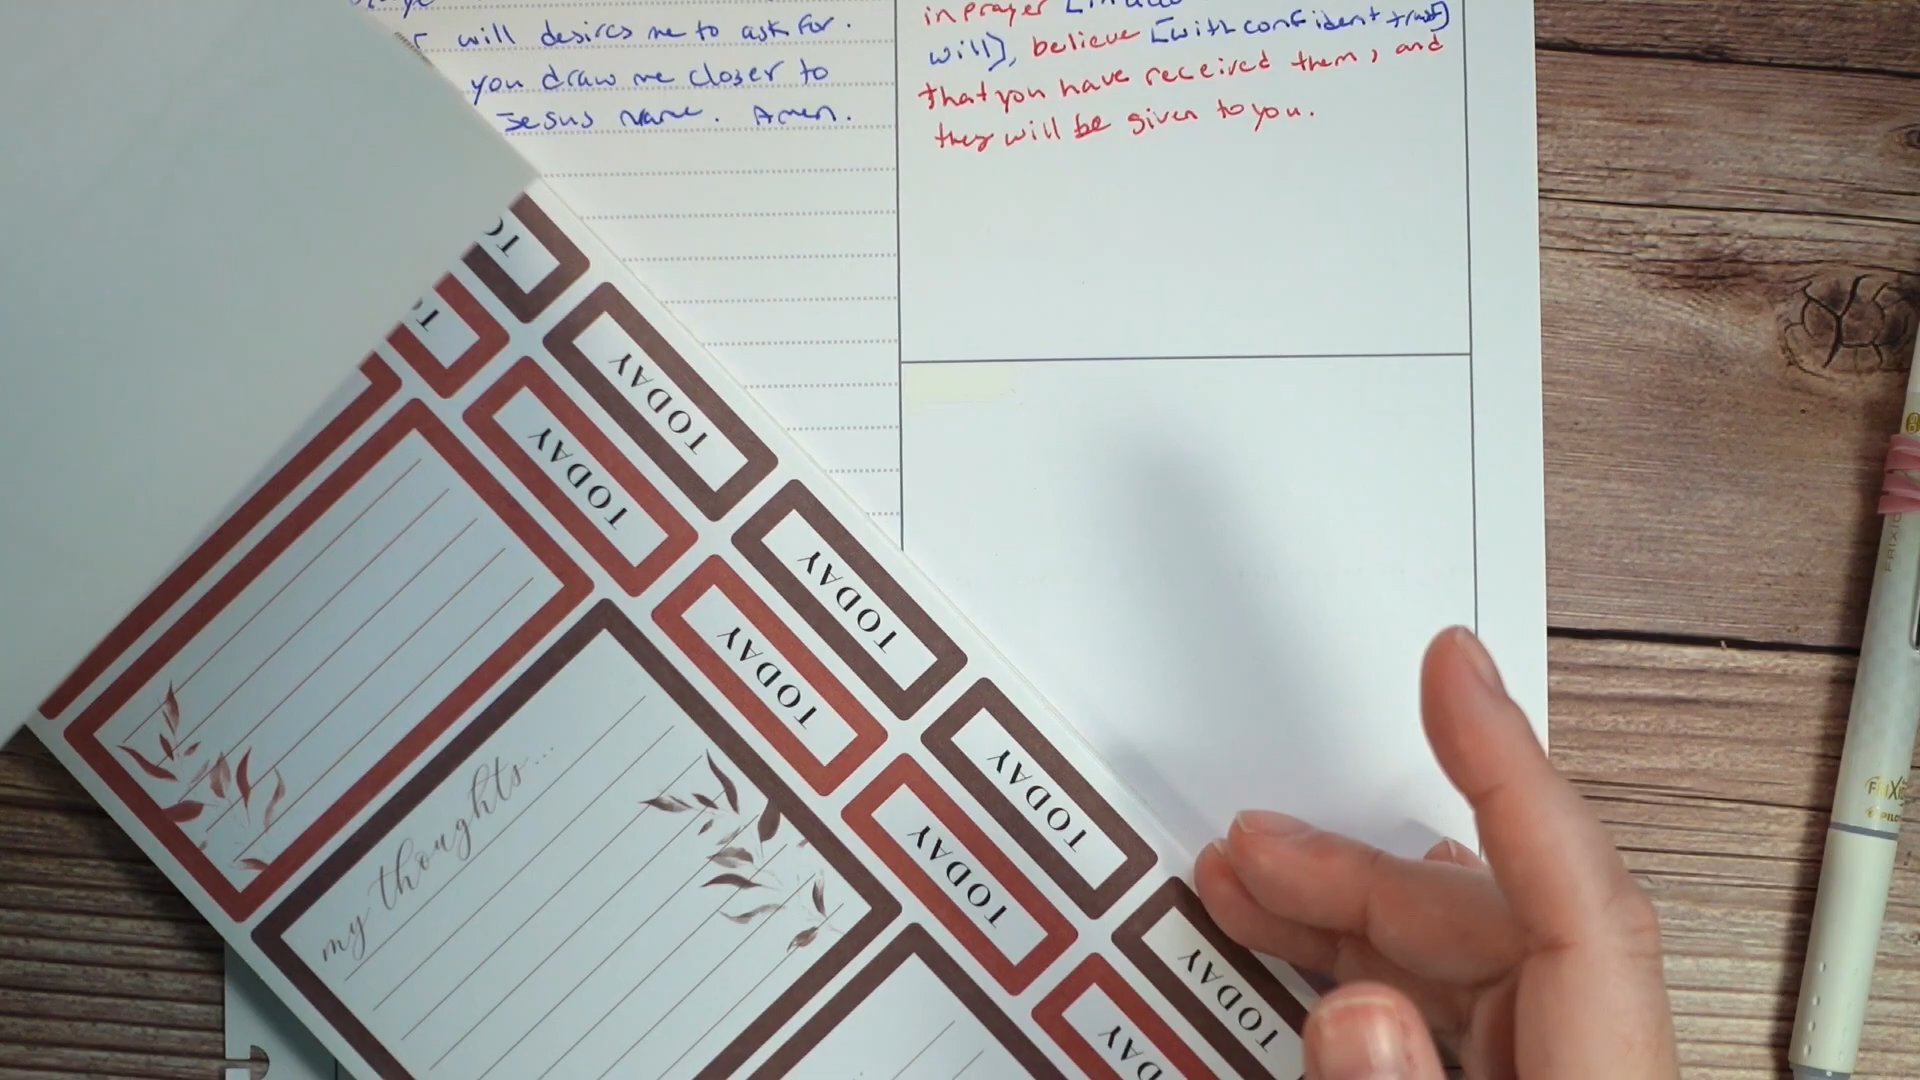 will desires me to ask for.
you draw me closer to
Jesus name. Amen.
in prayer
will], believe [with confident trust]
that you have received them, and
they will be given to you.
TODAY
TODAY
TODAY
TODAY
TODAY
TODAY
TODAY
my thoughts...
FRIXION
PILOT